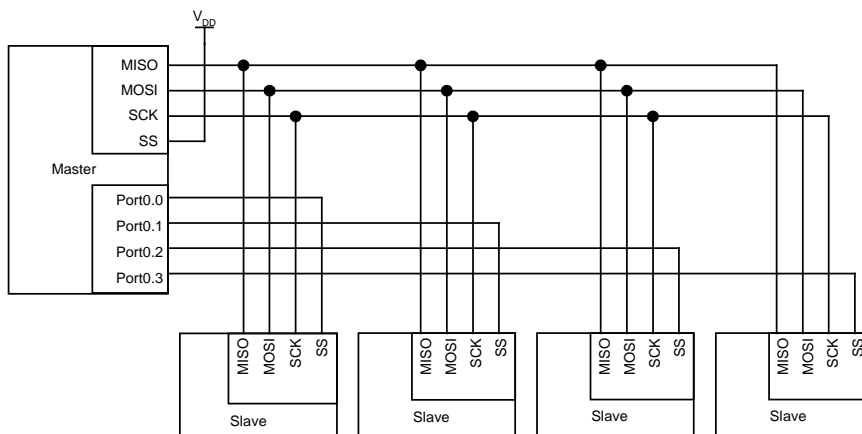 VDD
MISO
MOSI
SCK
SS
Master
Port0.0
Port0.1
Port0.2
Port0.3
MISO
MOSI
SCK
SS
Slave
MISO
MOSI
SCK
SS
Slave
MISO
MOSI
SCK
SS
Slave
MISO
MOSI
SCK
SS
Slave